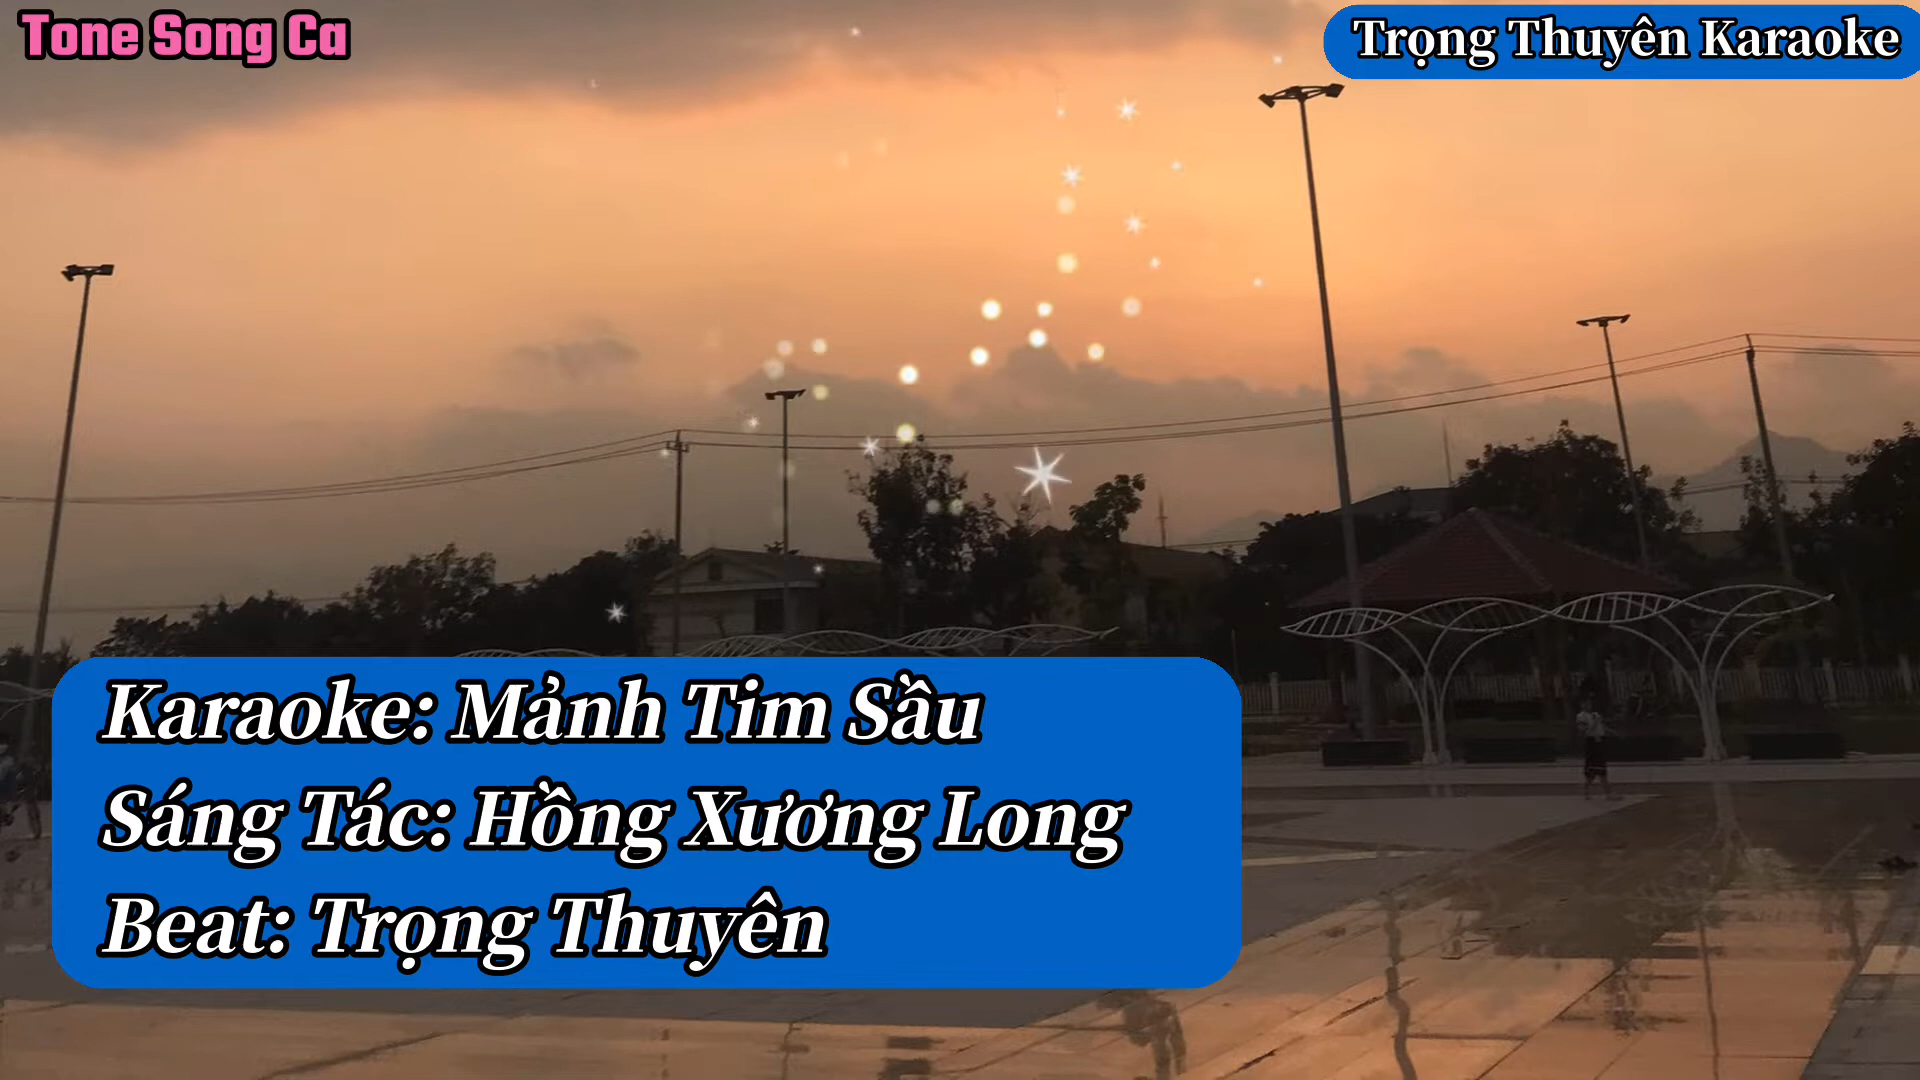 Tone Song Ca
Trọng Thuyên Karaoke
Karaoke: Mảnh Tim Sầu
Sáng Tác: Hồng Xương Long
Beat: Trọng Thuyên